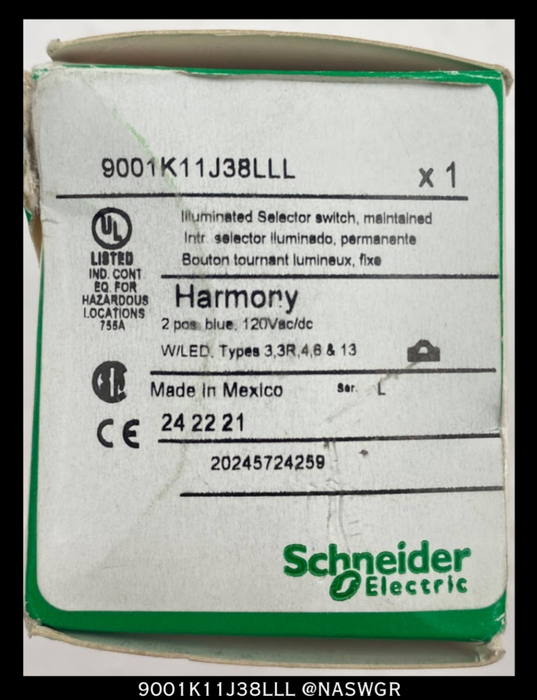 9001K11J38LLL x 1
Illuminated Selector switch, maintained
Intr. selector iluminado, permanente
Bouton tournant lumineux, fixe
UL
LISTED
IND. CONT
EQ. FOR
HAZARDOUS
LOCATIONS
755A
Harmony
2 pos. blue, 120Vac/dc
W/LED. Types 3,3R,4,6 & 13
Made in Mexico Ser. L
CE 24 22 21
20245724259
Schneider
Electric
9001K11J38LLL @NASWGR